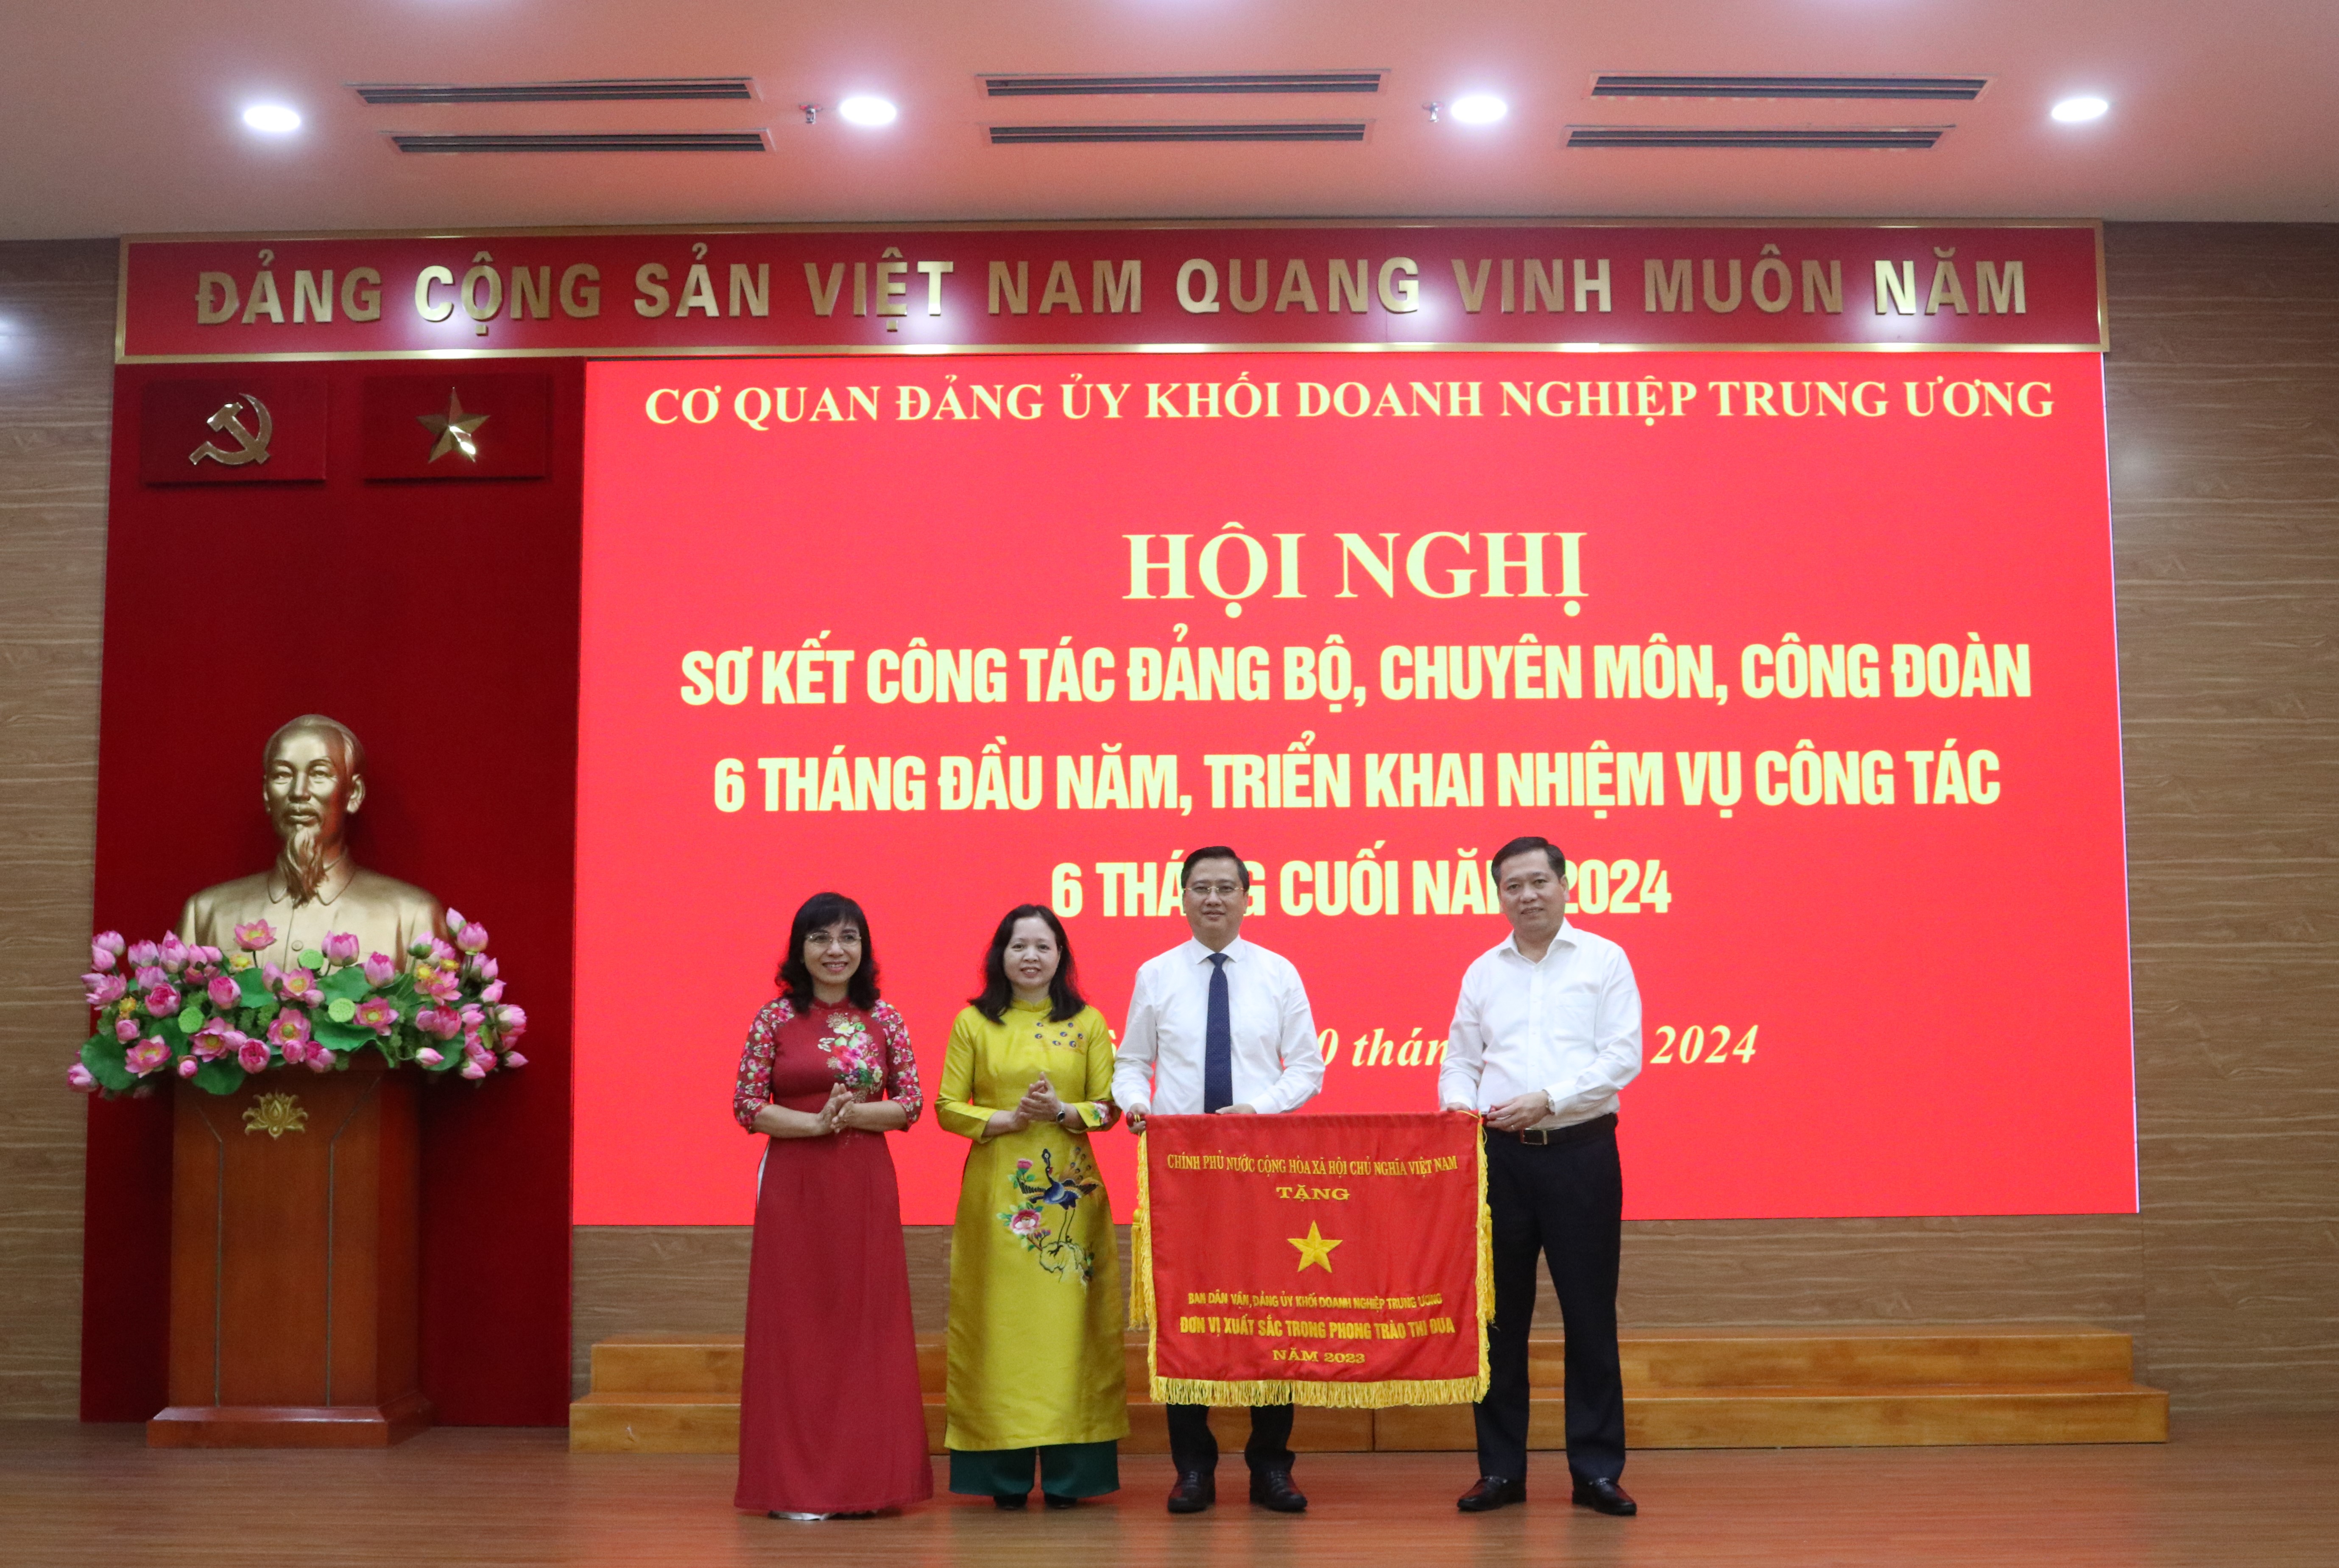 ĐẢNG CỘNG SẢN VIỆT NAM QUANG VINH MUÔN NĂM
CƠ QUAN ĐẢNG ỦY KHỐI DOANH NGHIỆP TRUNG ƯƠNG
HỘI NGHỊ
SƠ KẾT CÔNG TÁC ĐẢNG BỘ, CHUYÊN MÔN, CÔNG ĐOÀN
6 THÁNG ĐẦU NĂM, TRIỂN KHAI NHIỆM VỤ CÔNG TÁC
6 THÁNG CUỐI NĂM 2024
0 thán 2024
CHÍNH PHỦ NƯỚC CỘNG HÒA XÃ HỘI CHỦ NGHĨA VIỆT NAM
TẶNG
BAN DÂN VẬN, ĐẢNG ỦY KHỐI DOANH NGHIỆP TRUNG ƯƠNG
ĐƠN VỊ XUẤT SẮC TRONG PHONG TRÀO THI ĐUA
NĂM 2023